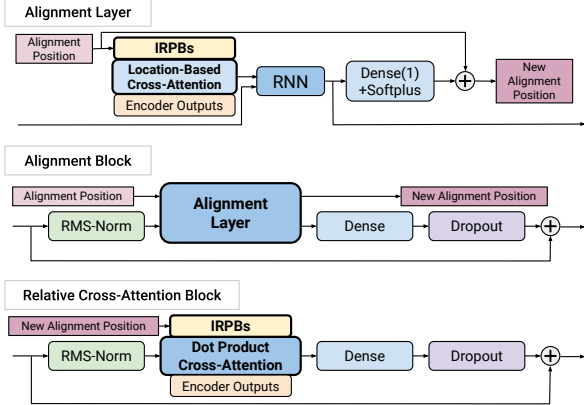 Alignment Layer
Alignment
Position
IRPBs
Location-Based
Cross-Attention
Encoder Outputs
RNN
Dense(1)
+Softplus
+
New
Alignment
Position
Alignment Block
Alignment Position
Alignment
Layer
New Alignment Position
RMS-Norm
Dense
Dropout
+
Relative Cross-Attention Block
New Alignment Position
IRPBs
RMS-Norm
Dot Product
Cross-Attention
Encoder Outputs
Dense
Dropout
+